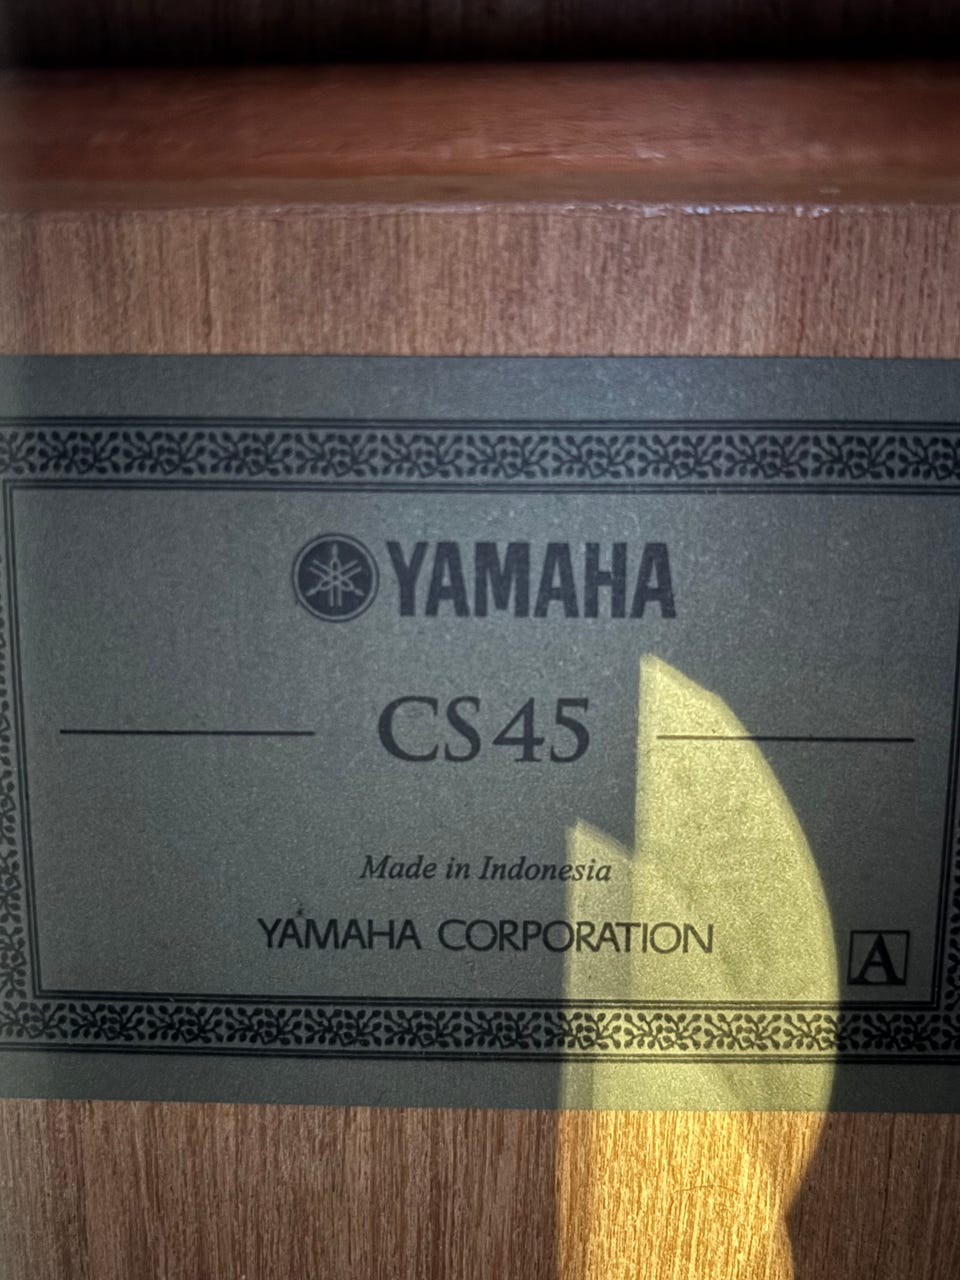 YAMAHA
CS45
Made in Indonesia
YAMAHA CORPORATION
A